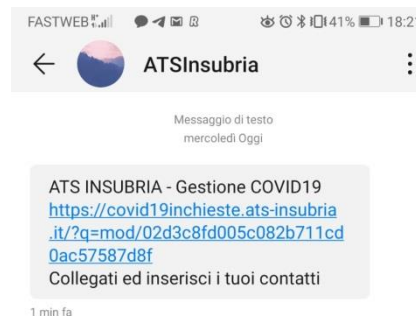 FASTWEB 41% 18:2
ATSInsubria
Messaggio di testo
mercoledì Oggi
ATS INSUBRIA - Gestione COVID19
https://covid19inchieste.ats-insubria
.it/?q=mod/02d3c8fd005c082b711cd
0ac57587d8f
Collegati ed inserisci i tuoi contatti
1 min fa